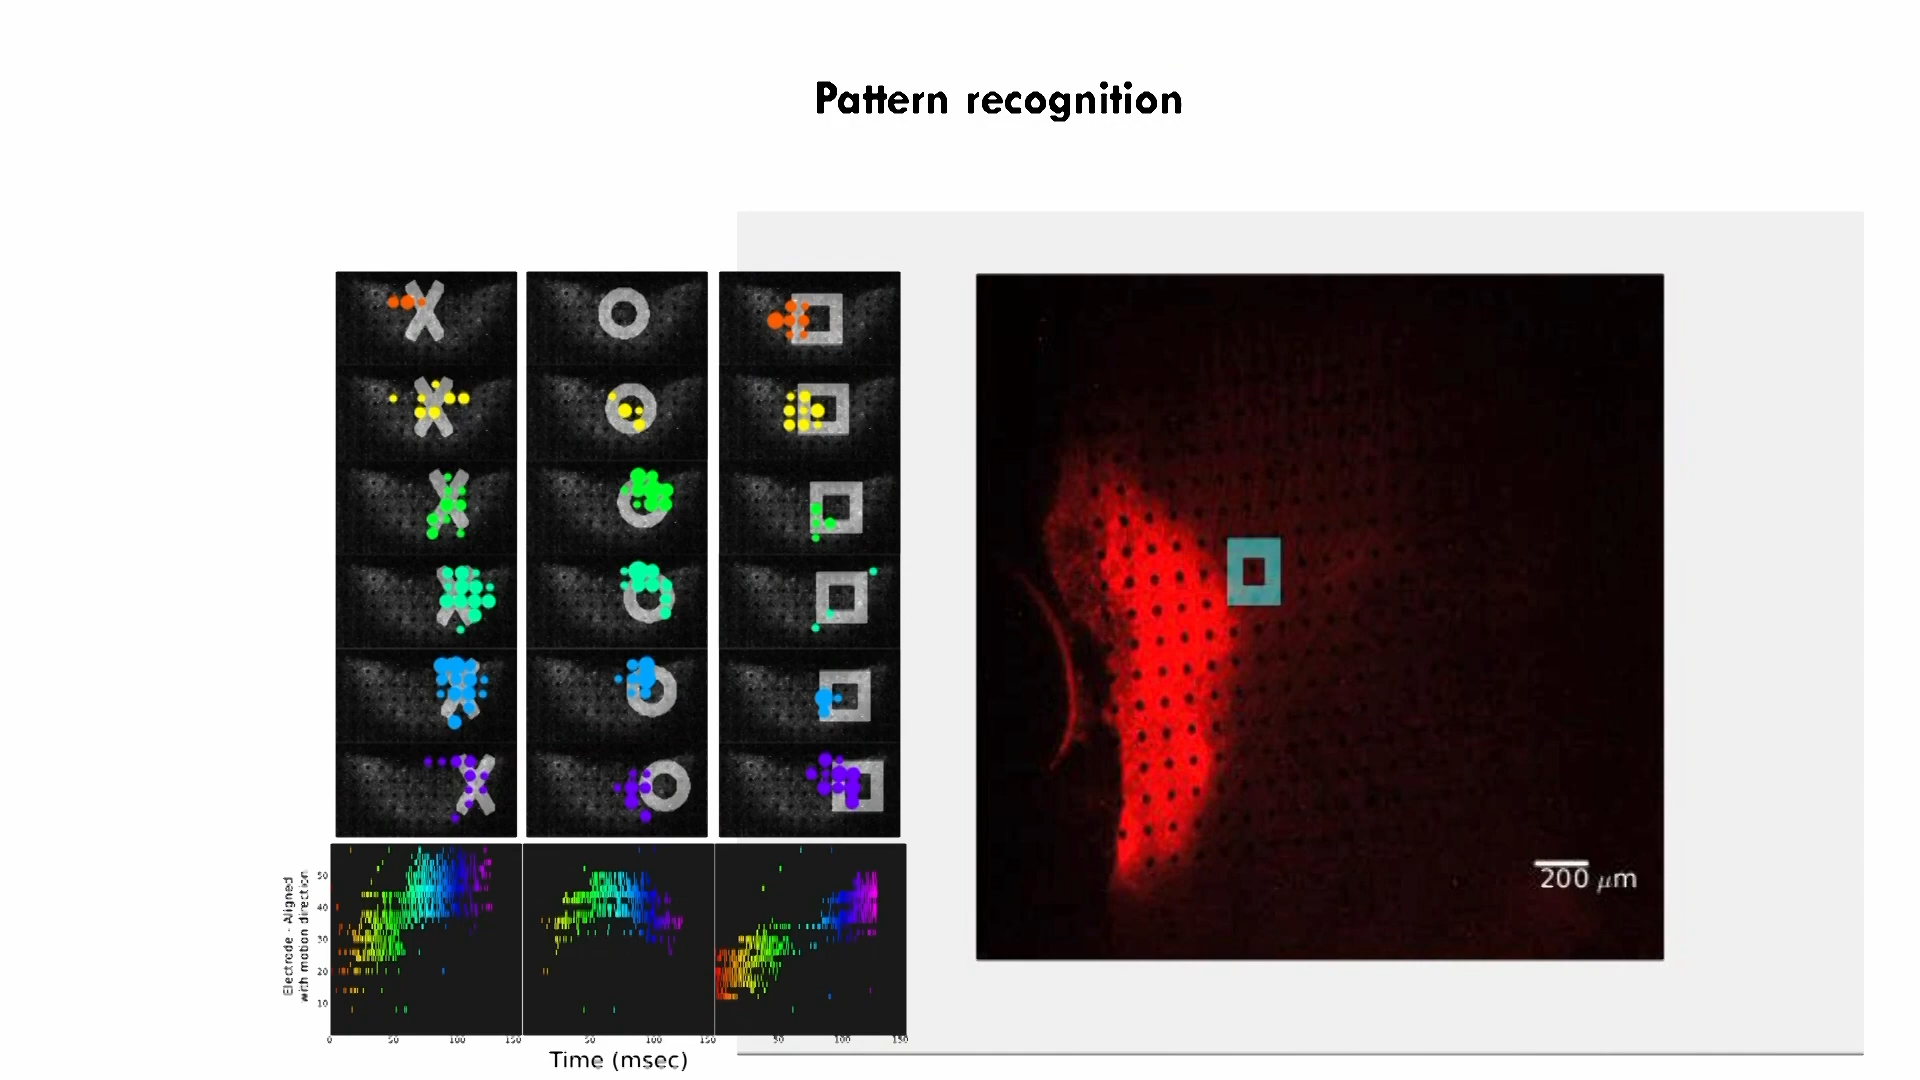 Pattern recognition
200 μm
Electrode - Aligned
with motion direction
50
40
30
20
10
0 50 100 150 50 100 150 50 100 150
Time (msec)